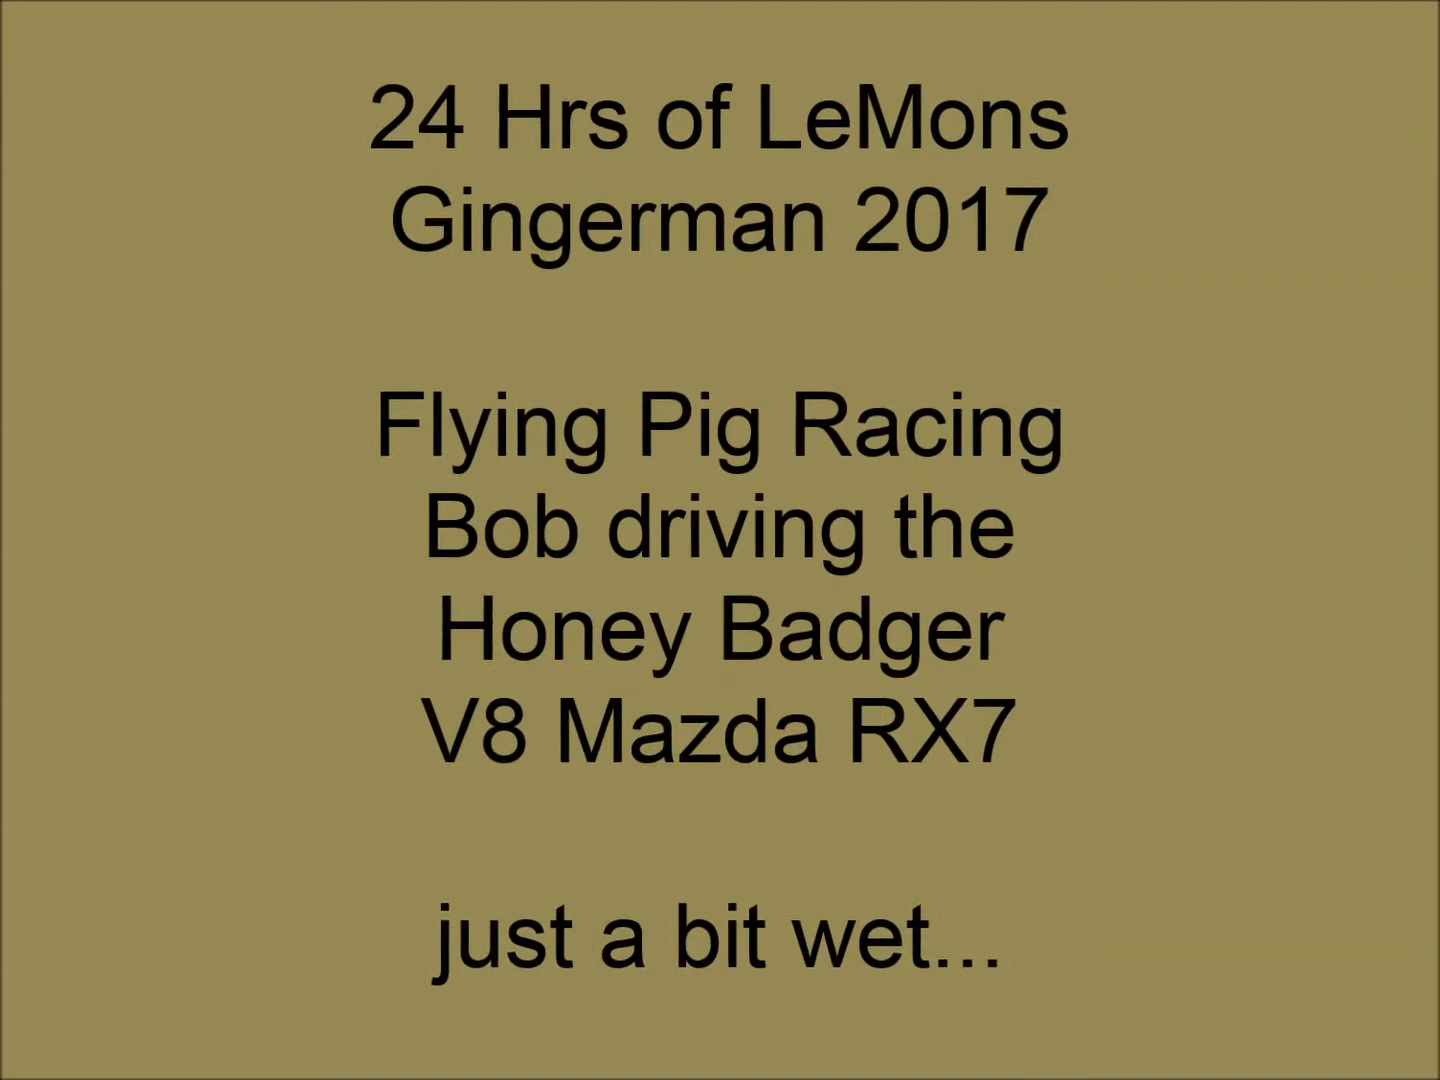 24 Hrs of LeMons
Gingerman 2017
Flying Pig Racing
Bob driving the
Honey Badger
V8 Mazda RX7
just a bit wet...